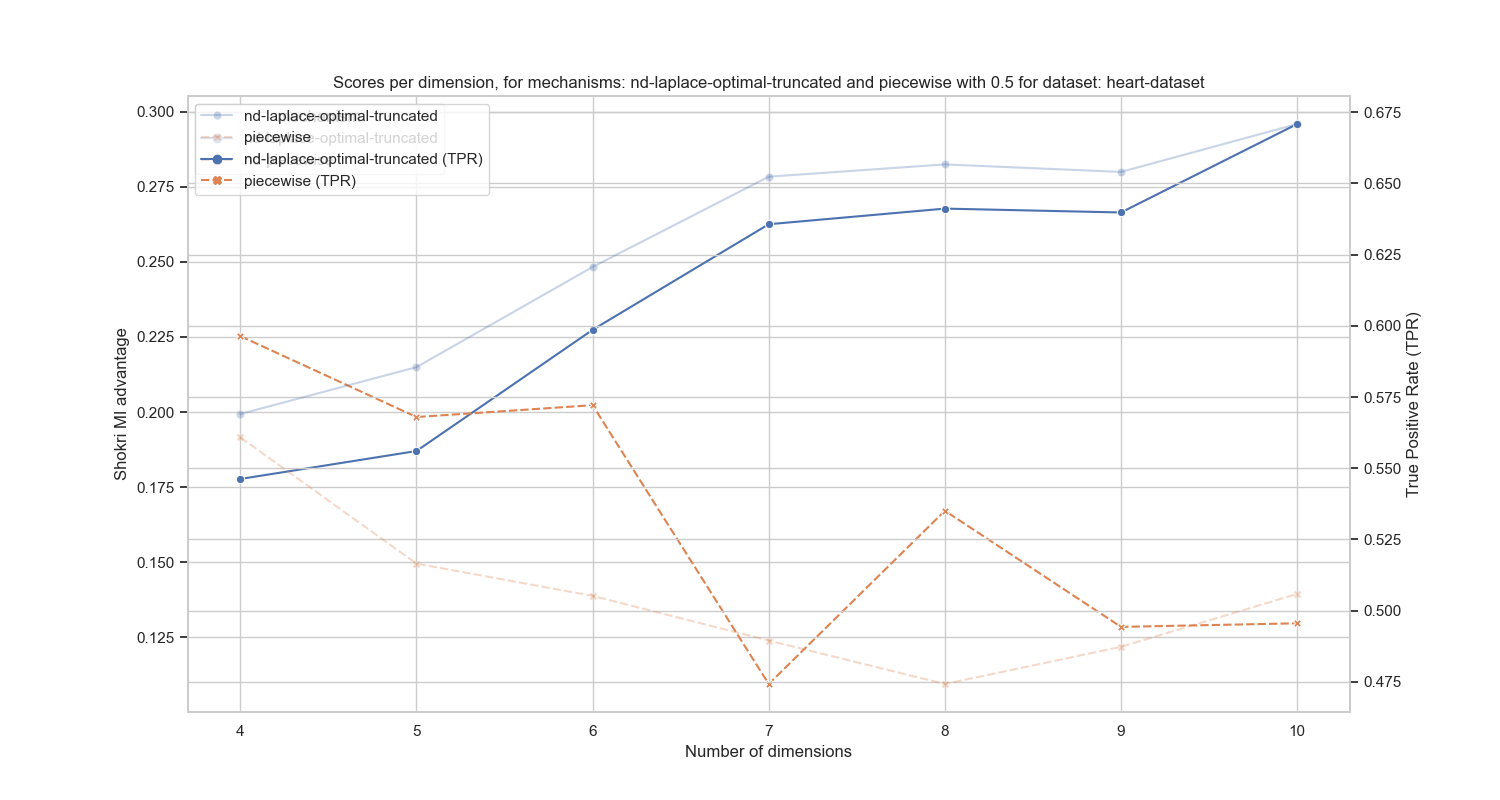 Scores per dimension, for mechanisms: nd-laplace-optimal-truncated and piecewise with 0.5 for dataset: heart-dataset
nd-laplace-optimal-truncated
piecewise
nd-laplace-optimal-truncated (TPR)
piecewise (TPR)
0.300
0.275
0.250
0.225
0.200
0.175
0.150
0.125
Shokri MI advantage
0.675
0.650
0.625
0.600
0.575
0.550
0.525
0.500
0.475
True Positive Rate (TPR)
4 5 6 7 8 9 10
Number of dimensions